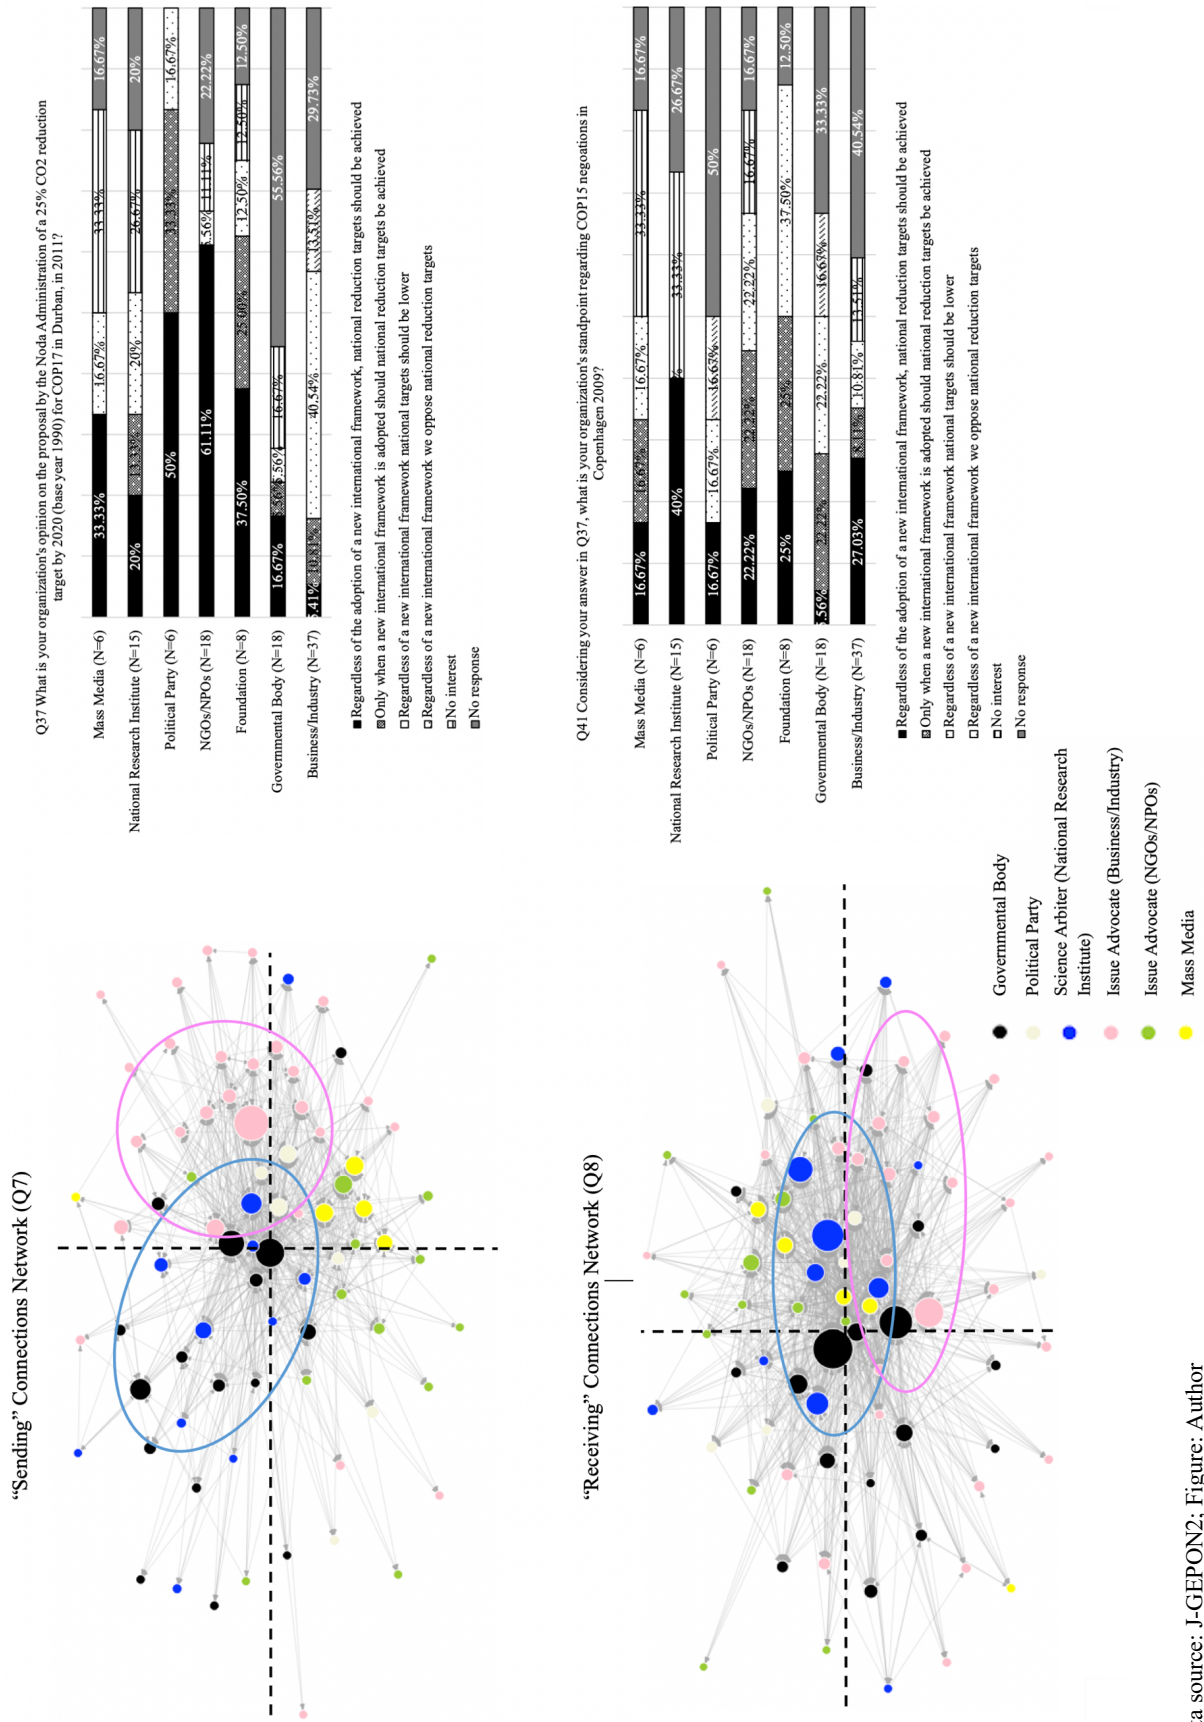 “Sending” Connections Network (Q7)
Q37 What is your organization's opinion on the proposal by the Noda Administration of a 25% CO2 reduction
target by 2020 (base year 1990) for COP17 in Durban, in 2011?
Mass Media (N=6) 33.33% 16.67% 33.33% 16.67%
National Research Institute (N=15) 20% 13.33% 20% 26.67% 20%
Political Party (N=6) 50% 33.33% 16.67%
NGOs/NPOs (N=18) 61.11% 5.56% 11.11% 22.22%
Foundation (N=8) 37.50% 25.00% 12.50% 12.50% 12.50%
Governmental Body (N=18) 16.67% 5.56% 5.56% 16.67% 55.56%
Business/Industry (N=37) 5.41% 10.81% 40.54% 13.51% 29.73%
Regardless of the adoption of a new international framework, national reduction targets should be achieved
Only when a new international framework is adopted should national reduction targets be achieved
Regardless of a new international framework national targets should be lower
Regardless of a new international framework we oppose national reduction targets
No interest
No response
“Receiving” Connections Network (Q8)
Q41 Considering your answer in Q37, what is your organization's standpoint regarding COP15 negoations in
Copenhagen 2009?
Mass Media (N=6) 16.67% 16.67% 16.67% 33.33% 16.67%
National Research Institute (N=15) 40% % 33.33% 26.67%
Political Party (N=6) 16.67% 16.67% 16.67% 50%
NGOs/NPOs (N=18) 22.22% 22.22% 22.22% 16.67% 16.67%
Foundation (N=8) 25% 25% 37.50% 12.50%
Governmental Body (N=18) 5.56% 22.22% 22.22% 16.67% 33.33%
Business/Industry (N=37) 27.03% 8.11% 10.81% 13.51% 40.54%
Regardless of the adoption of a new international framework, national reduction targets should be achieved
Only when a new international framework is adopted should national reduction targets be achieved
Regardless of a new international framework national targets should be lower
Regardless of a new international framework we oppose national reduction targets
No interest
No response
Governmental Body
Political Party
Science Arbiter (National Research
Institute)
Issue Advocate (Business/Industry)
Issue Advocate (NGOs/NPOs)
Mass Media
ta source: J-GEPON2; Figure: Author